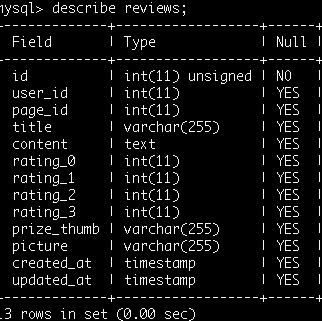 mysql> describe reviews;
| Field | Type | Null |
| id | int(11) unsigned | NO |
| user_id | int(11) | YES |
| page_id | int(11) | YES |
| title | varchar(255) | YES |
| content | text | YES |
| rating_0 | int(11) | YES |
| rating_1 | int(11) | YES |
| rating_2 | int(11) | YES |
| rating_3 | int(11) | YES |
| prize_thumb | varchar(255) | YES |
| picture | varchar(255) | YES |
| created_at | timestamp | YES |
| updated_at | timestamp | YES |
13 rows in set (0.00 sec)